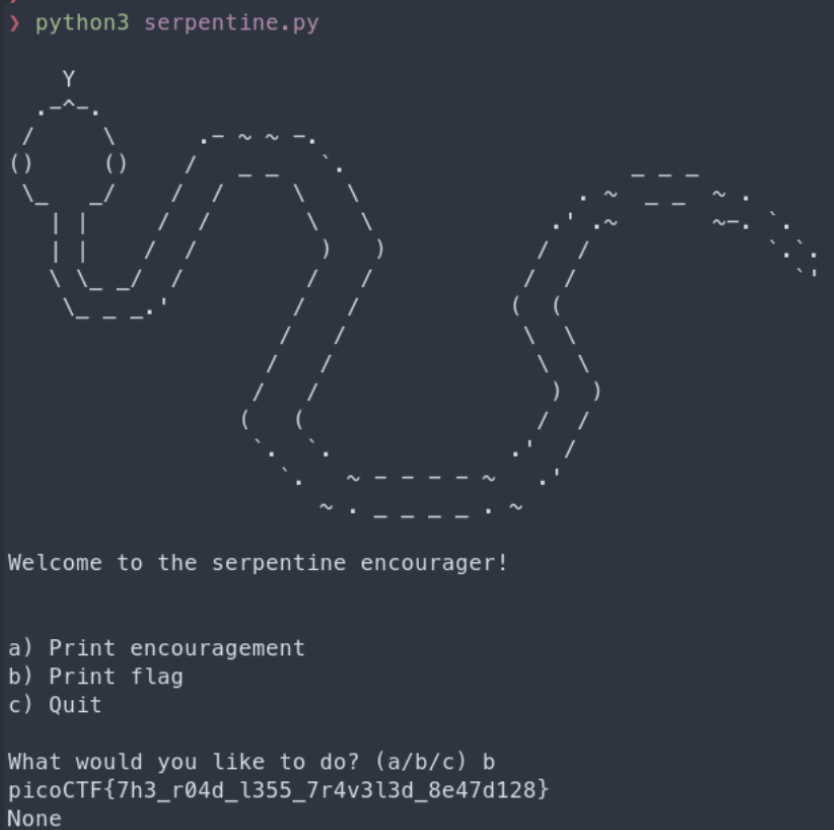 ❯ python3 serpentine.py
    Y
  .-^-.
 /     \      .- ~ ~ -.
()     ()    /   _ _   `.                     _ _ _
 \_   _/    /  /     \   \                . ~  _ _  ~ .
   | |     /  /       \   \             .' .~       ~-. `.
   | |    /  /         )   )           /  /             `.`.
   \ \_ _/  /         /   /           /  /                `'
    \_ _ _.'         /   /           (  (
                    /   /             \  \
                   /   /               \  \
                  /   /                 )  )
                 (   (                 /  /
                  `.  `.             .'  /
                    `.   ~ - - - - ~   .'
                       ~ . _ _ _ _ . ~
Welcome to the serpentine encourager!
a) Print encouragement
b) Print flag
c) Quit
What would you like to do? (a/b/c) b
picoCTF{7h3_r04d_l355_7r4v3l3d_8e47d128}
None